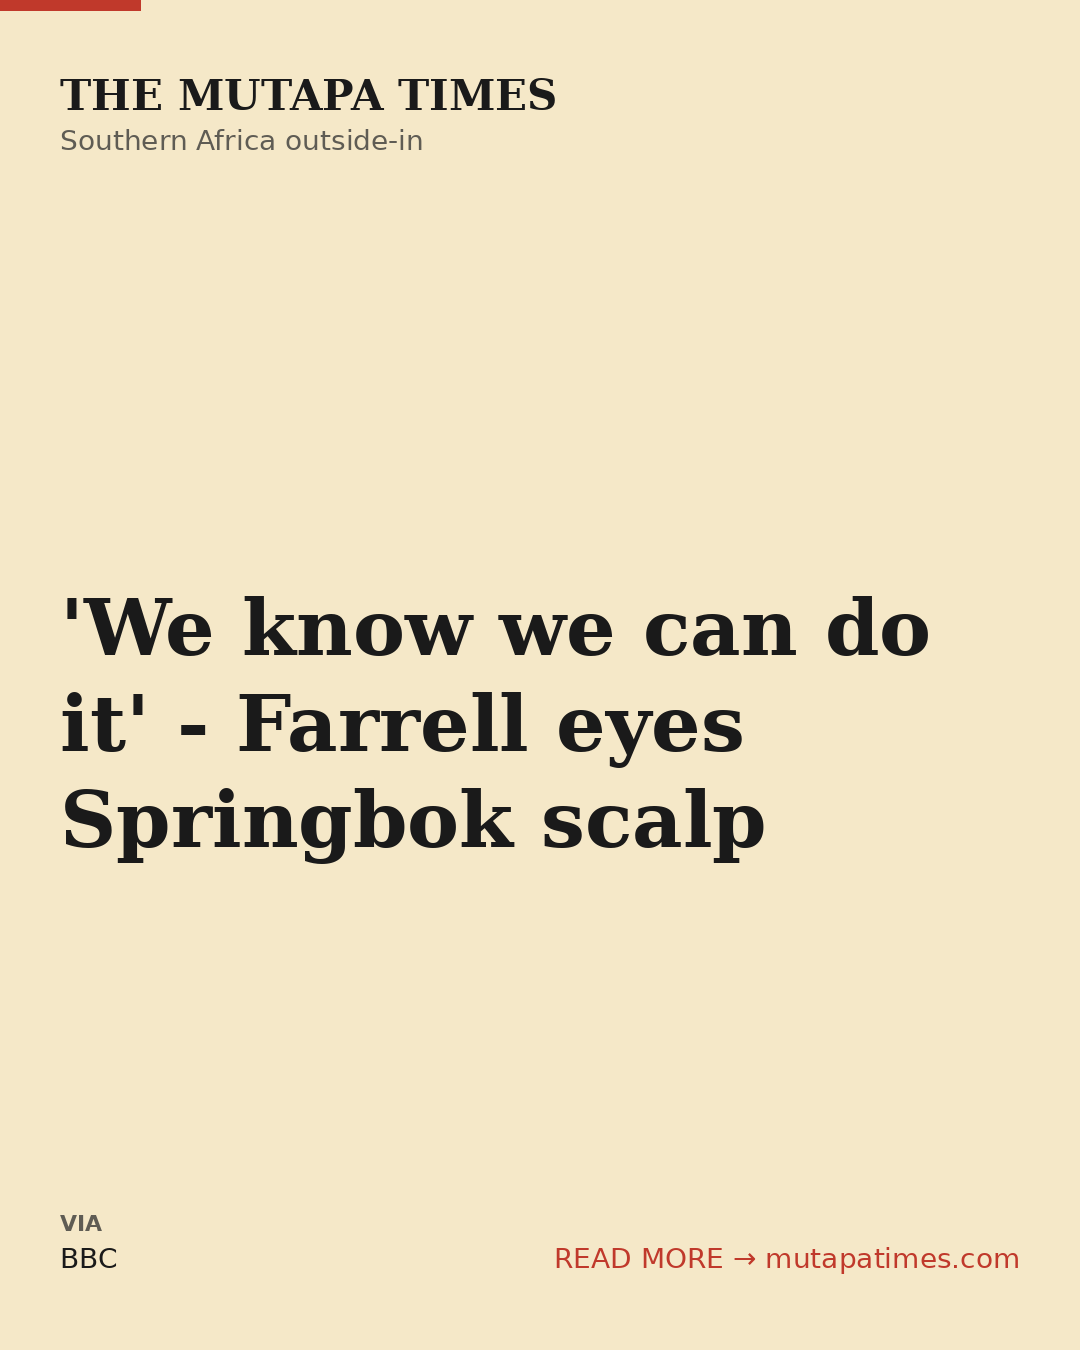 THE MUTAPA TIMES
Southern Africa outside-in
'We know we can do
it' - Farrell eyes
Springbok scalp
VIA
BBC
READ MORE → mutapatimes.com